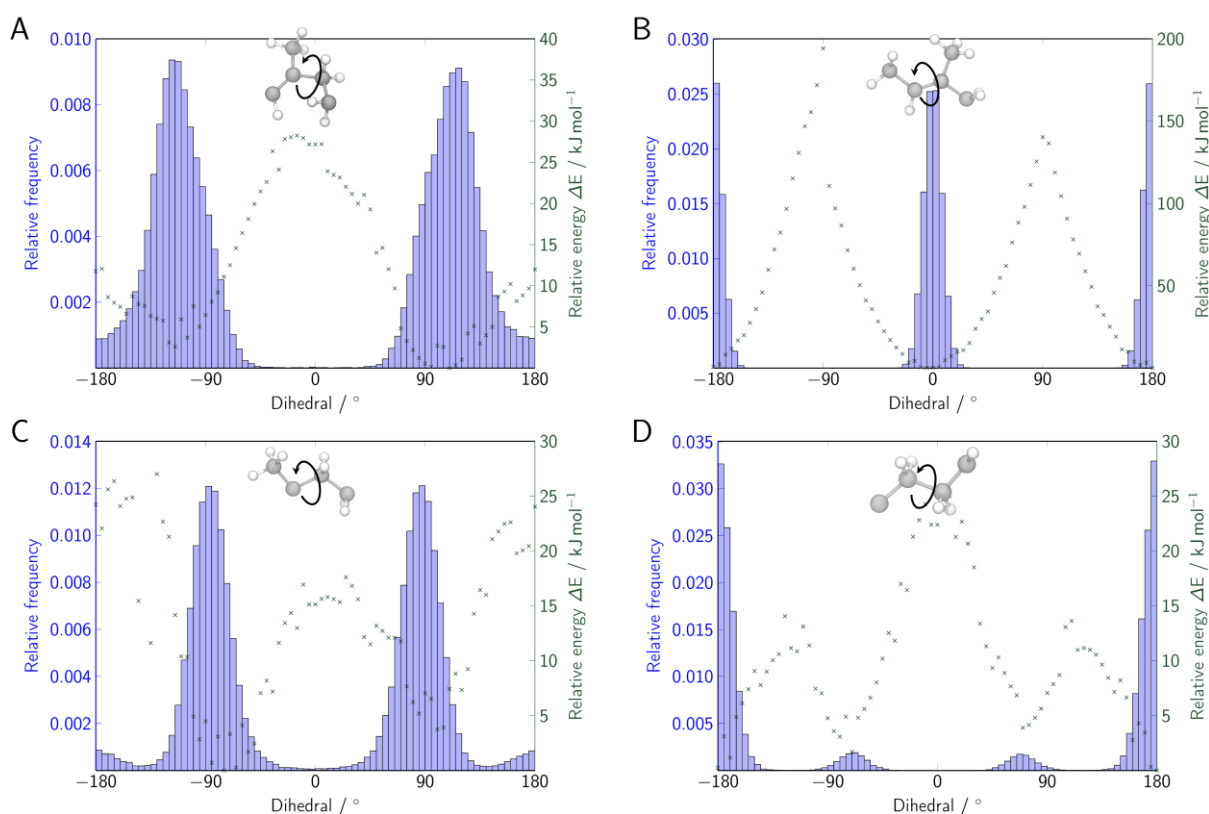 A
0.010
0.008
0.006
0.004
0.002
Relative frequency
40
35
30
25
20
15
10
5
Relative energy ΔE / kJ mol⁻¹
−180 −90 0 90 180
Dihedral / °
B
0.030
0.025
0.020
0.015
0.010
0.005
Relative frequency
200
150
100
50
Relative energy ΔE / kJ mol⁻¹
−180 −90 0 90 180
Dihedral / °
C
0.014
0.012
0.010
0.008
0.006
0.004
0.002
Relative frequency
30
25
20
15
10
5
Relative energy ΔE / kJ mol⁻¹
−180 −90 0 90 180
Dihedral / °
D
0.035
0.030
0.025
0.020
0.015
0.010
0.005
Relative frequency
30
25
20
15
10
5
Relative energy ΔE / kJ mol⁻¹
−180 −90 0 90 180
Dihedral / °